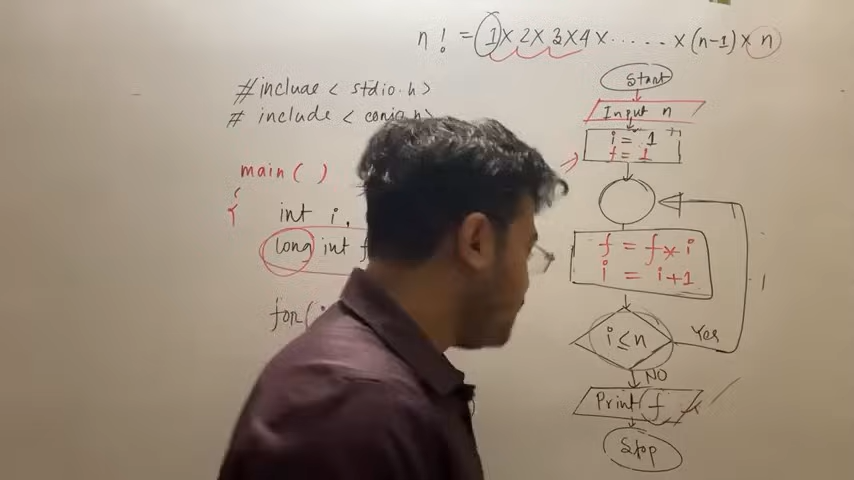 n ! = 1 × 2 × 3 × 4 × ...... × (n-1) × n
#include < stdio.h>
# include < conio.h>
main ( )
{
int i,
long int f
for(
Start
Input n
i = 1
f = 1
f = f * i
i = i+1
i ≤ n
Yes
NO
Print f
Stop